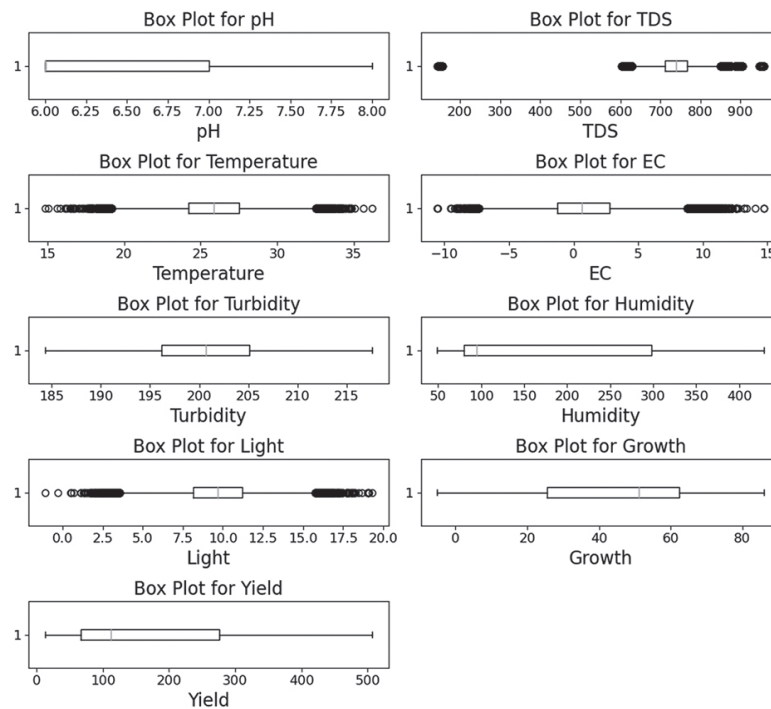 Box Plot for pH
1
6.00 6.25 6.50 6.75 7.00 7.25 7.50 7.75 8.00
pH
Box Plot for TDS
1
200 300 400 500 600 700 800 900
TDS
Box Plot for Temperature
1
15 20 25 30 35
Temperature
Box Plot for EC
1
−10 −5 0 5 10 15
EC
Box Plot for Turbidity
1
185 190 195 200 205 210 215
Turbidity
Box Plot for Humidity
1
50 100 150 200 250 300 350 400
Humidity
Box Plot for Light
1
0.0 2.5 5.0 7.5 10.0 12.5 15.0 17.5 20.0
Light
Box Plot for Growth
1
0 20 40 60 80
Growth
Box Plot for Yield
1
0 100 200 300 400 500
Yield